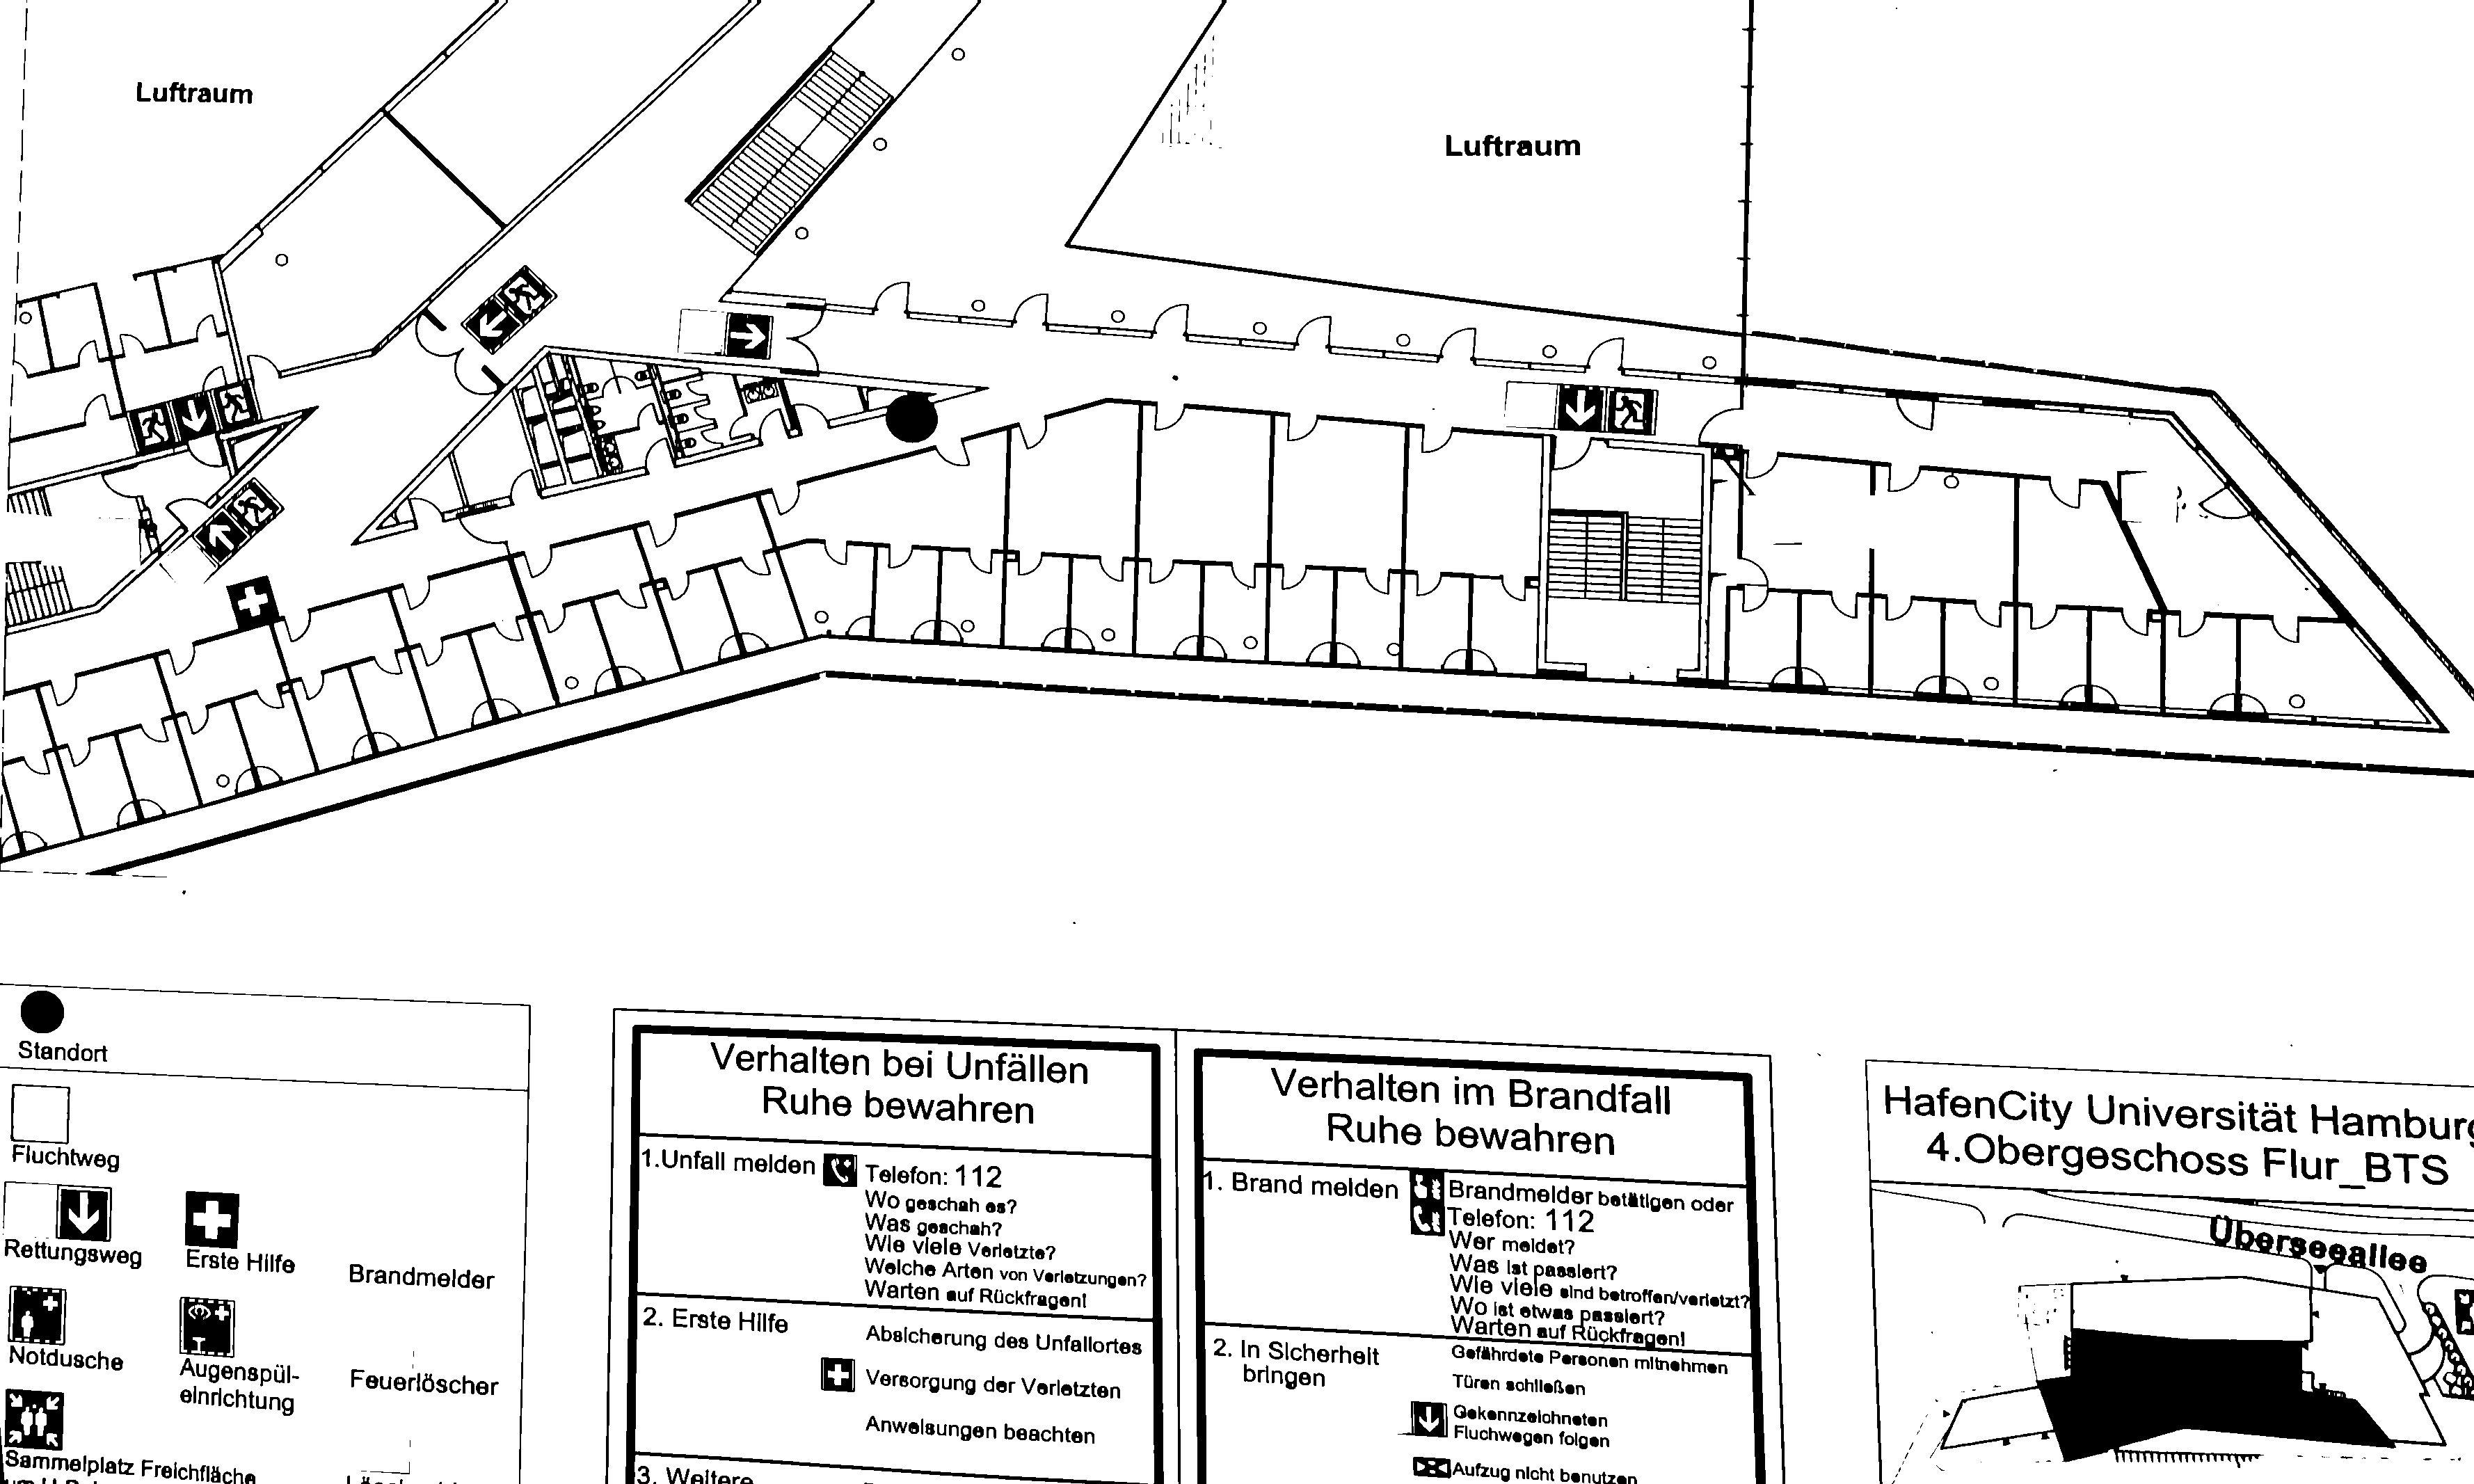 Luftraum
Luftraum
Standort
Fluchtweg
Rettungsweg
Erste Hilfe
Brandmelder
Notdusche
Augenspül-
einrichtung
Feuerlöscher
Sammelplatz Freichfläche
Verhalten bei Unfällen
Ruhe bewahren
1.Unfall melden
Telefon: 112
Wo geschah es?
Was geschah?
Wie viele Verletzte?
Welche Arten von Verletzungen?
Warten auf Rückfragen!
2. Erste Hilfe
Absicherung des Unfallortes
Versorgung der Verletzten
Anweisungen beachten
3. Weitere
Verhalten im Brandfall
Ruhe bewahren
1. Brand melden
Brandmelder betätigen oder
Telefon: 112
Wer meldet?
Was ist passiert?
Wie viele sind betroffen/verletzt?
Wo ist etwas passiert?
Warten auf Rückfragen!
2. In Sicherheit
bringen
Gefährdete Personen mitnehmen
Türen schließen
Gekennzeichneten
Fluchwegen folgen
Aufzug nicht benutzen
HafenCity Universität Hamburg
4.Obergeschoss Flur_BTS
Überseeallee